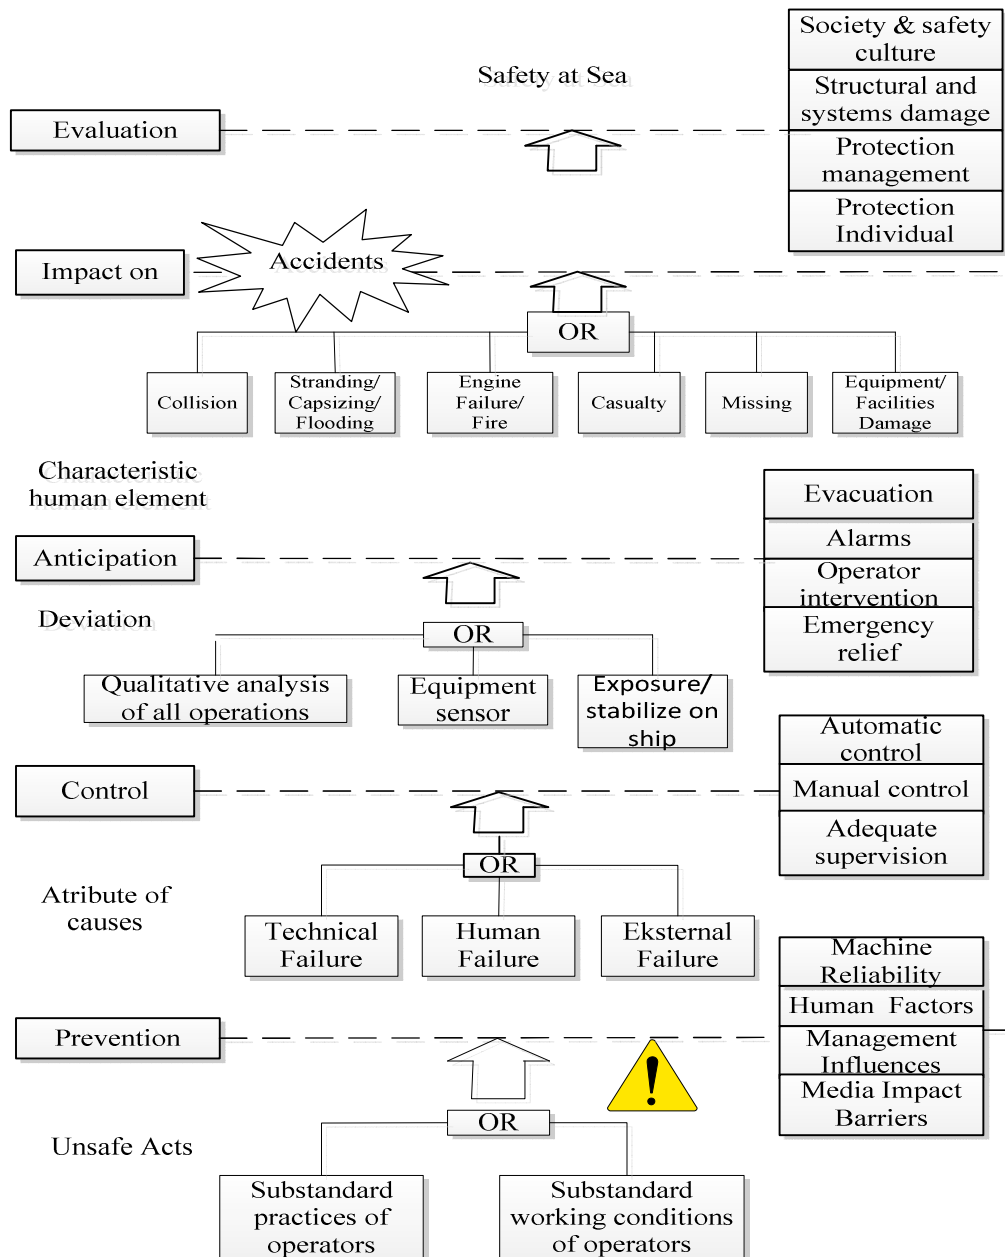 Society & safety
culture
Safety at Sea
Structural and
systems damage
Evaluation
Protection
management
Protection
Individual
Impact on
Accidents
OR
Collision
Stranding/
Capsizing/
Flooding
Engine
Failure/
Fire
Casualty
Missing
Equipment/
Facilities
Damage
Characteristic
human element
Evacuation
Alarms
Anticipation
Operator
intervention
Emergency
relief
Deviation
OR
Qualitative analysis
of all operations
Equipment
sensor
Exposure/
stabilize on
ship
Automatic
control
Control
Manual control
Adequate
supervision
OR
Atribute of
causes
Technical
Failure
Human
Failure
Eksternal
Failure
Machine
Reliability
Human Factors
Prevention
Management
Influences
Media Impact
Barriers
!
OR
Unsafe Acts
Substandard
practices of
operators
Substandard
working conditions
of operators